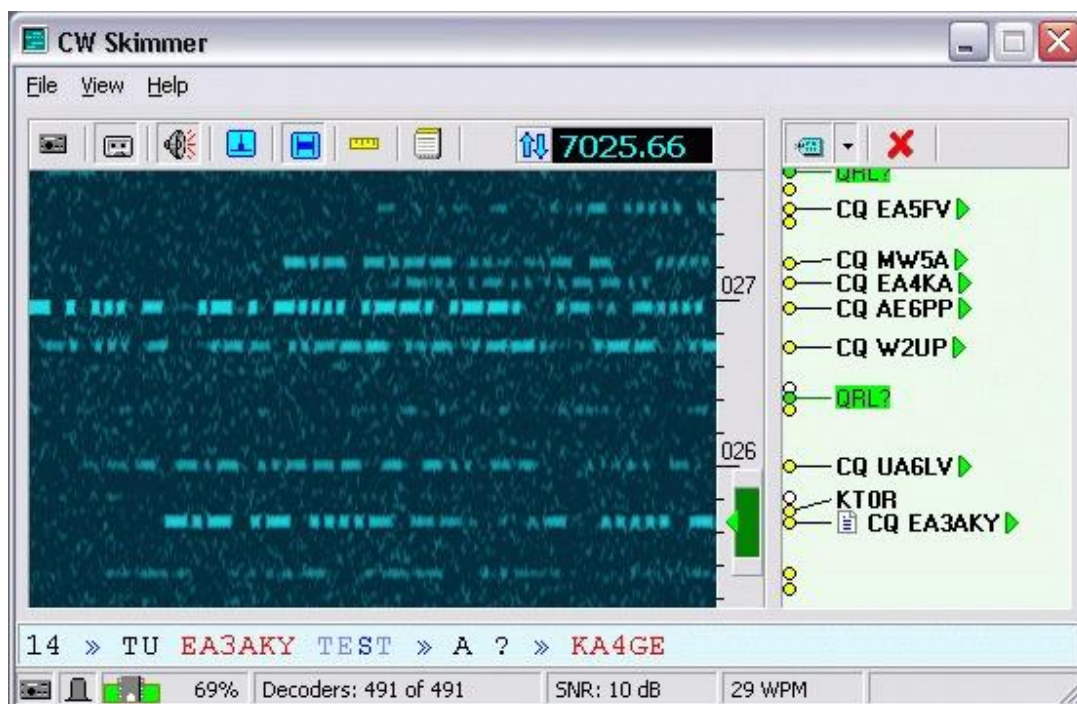 CW Skimmer
File View Help
7025.66
QRL?
CQ EA5FV
CQ MW5A
027
CQ EA4KA
CQ AE6PP
CQ W2UP
QRL?
026
CQ UA6LV
KT0R
CQ EA3AKY
14 » TU EA3AKY TEST » A ? » KA4GE
69% Decoders: 491 of 491 SNR: 10 dB 29 WPM